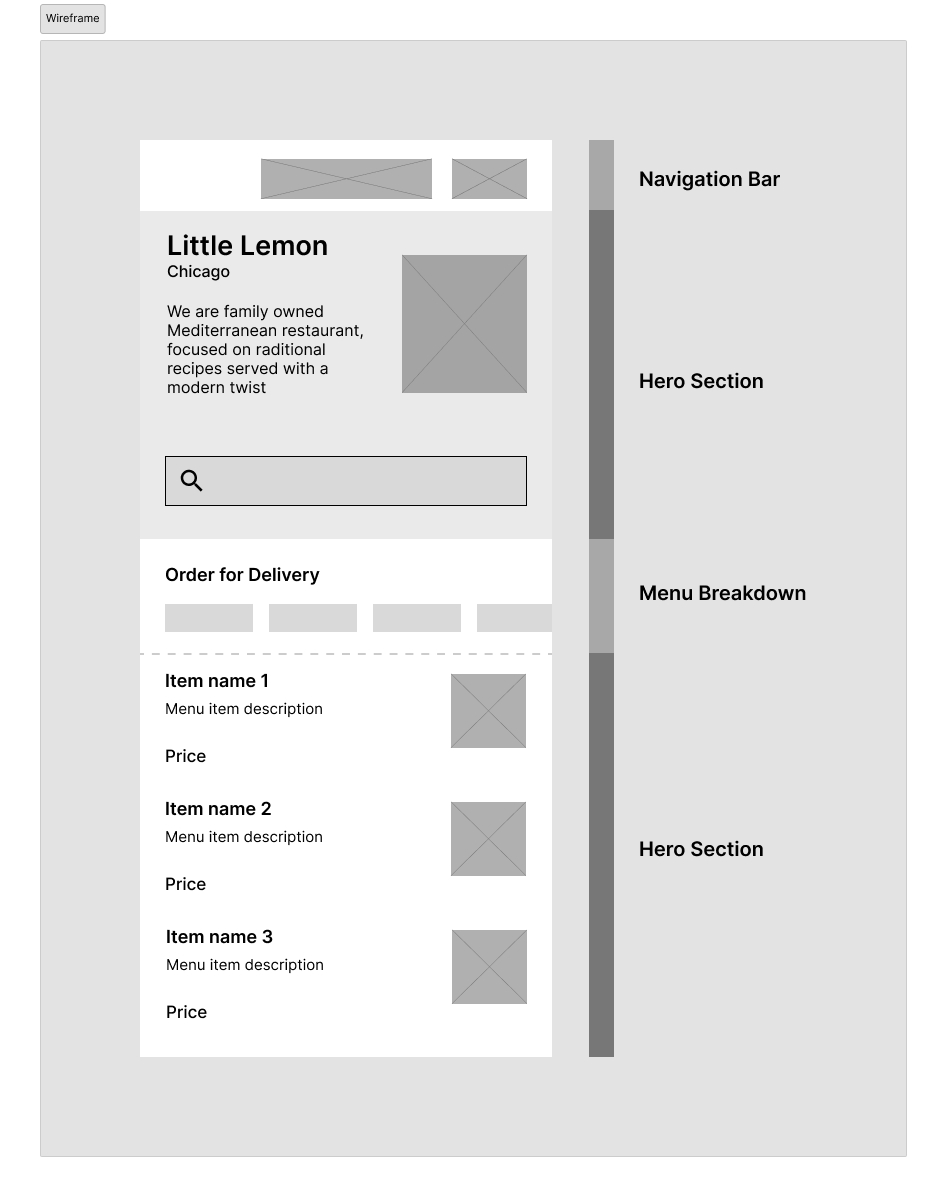 Wireframe
Navigation Bar
Little Lemon
Chicago
We are family owned
Mediterranean restaurant,
focused on raditional
recipes served with a
modern twist
Hero Section
Order for Delivery
Menu Breakdown
Item name 1
Menu item description
Price
Item name 2
Menu item description
Price
Hero Section
Item name 3
Menu item description
Price